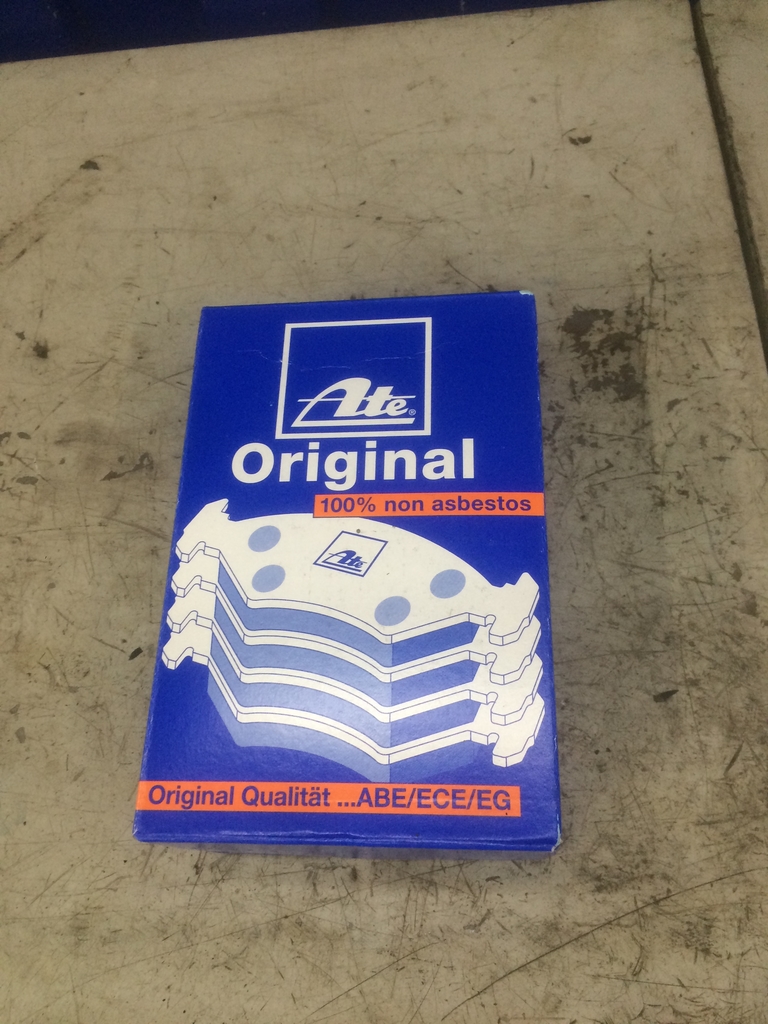 Ate®
Original
100% non asbestos
Ate
Original Qualität ...ABE/ECE/EG